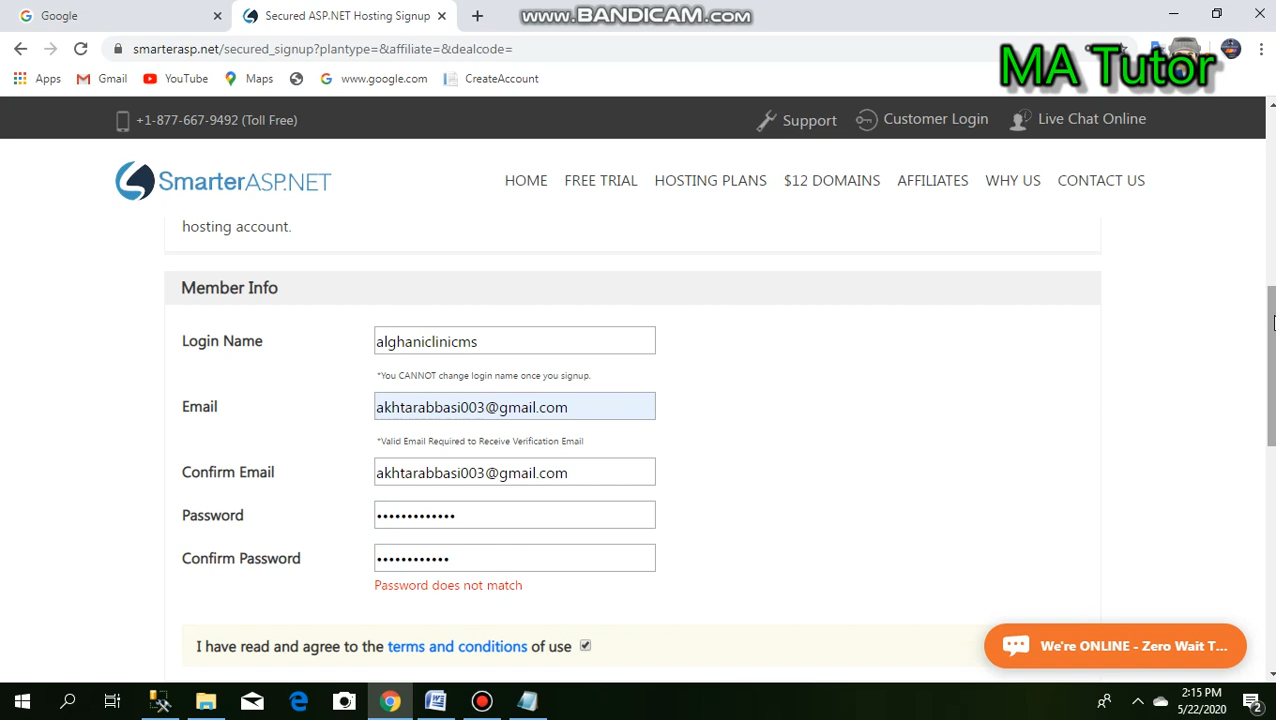 Google
Secured ASP.NET Hosting Signup
www.BANDICAM.com
smarterasp.net/secured_signup?plantype=&affiliate=&dealcode=
Apps
Gmail
YouTube
Maps
www.google.com
CreateAccount
MA Tutor
+1-877-667-9492 (Toll Free)
Support
Customer Login
Live Chat Online
SmarterASP.NET
HOME
FREE TRIAL
HOSTING PLANS
$12 DOMAINS
AFFILIATES
WHY US
CONTACT US
hosting account.
Member Info
Login Name
alghaniclinicms
*You CANNOT change login name once you signup.
Email
akhtarabbasi003@gmail.com
*Valid Email Required to Receive Verification Email
Confirm Email
akhtarabbasi003@gmail.com
Password
•••••••••••••
Confirm Password
••••••••••••
Password does not match
I have read and agree to the terms and conditions of use
We're ONLINE - Zero Wait T...
2:15 PM
5/22/2020
2